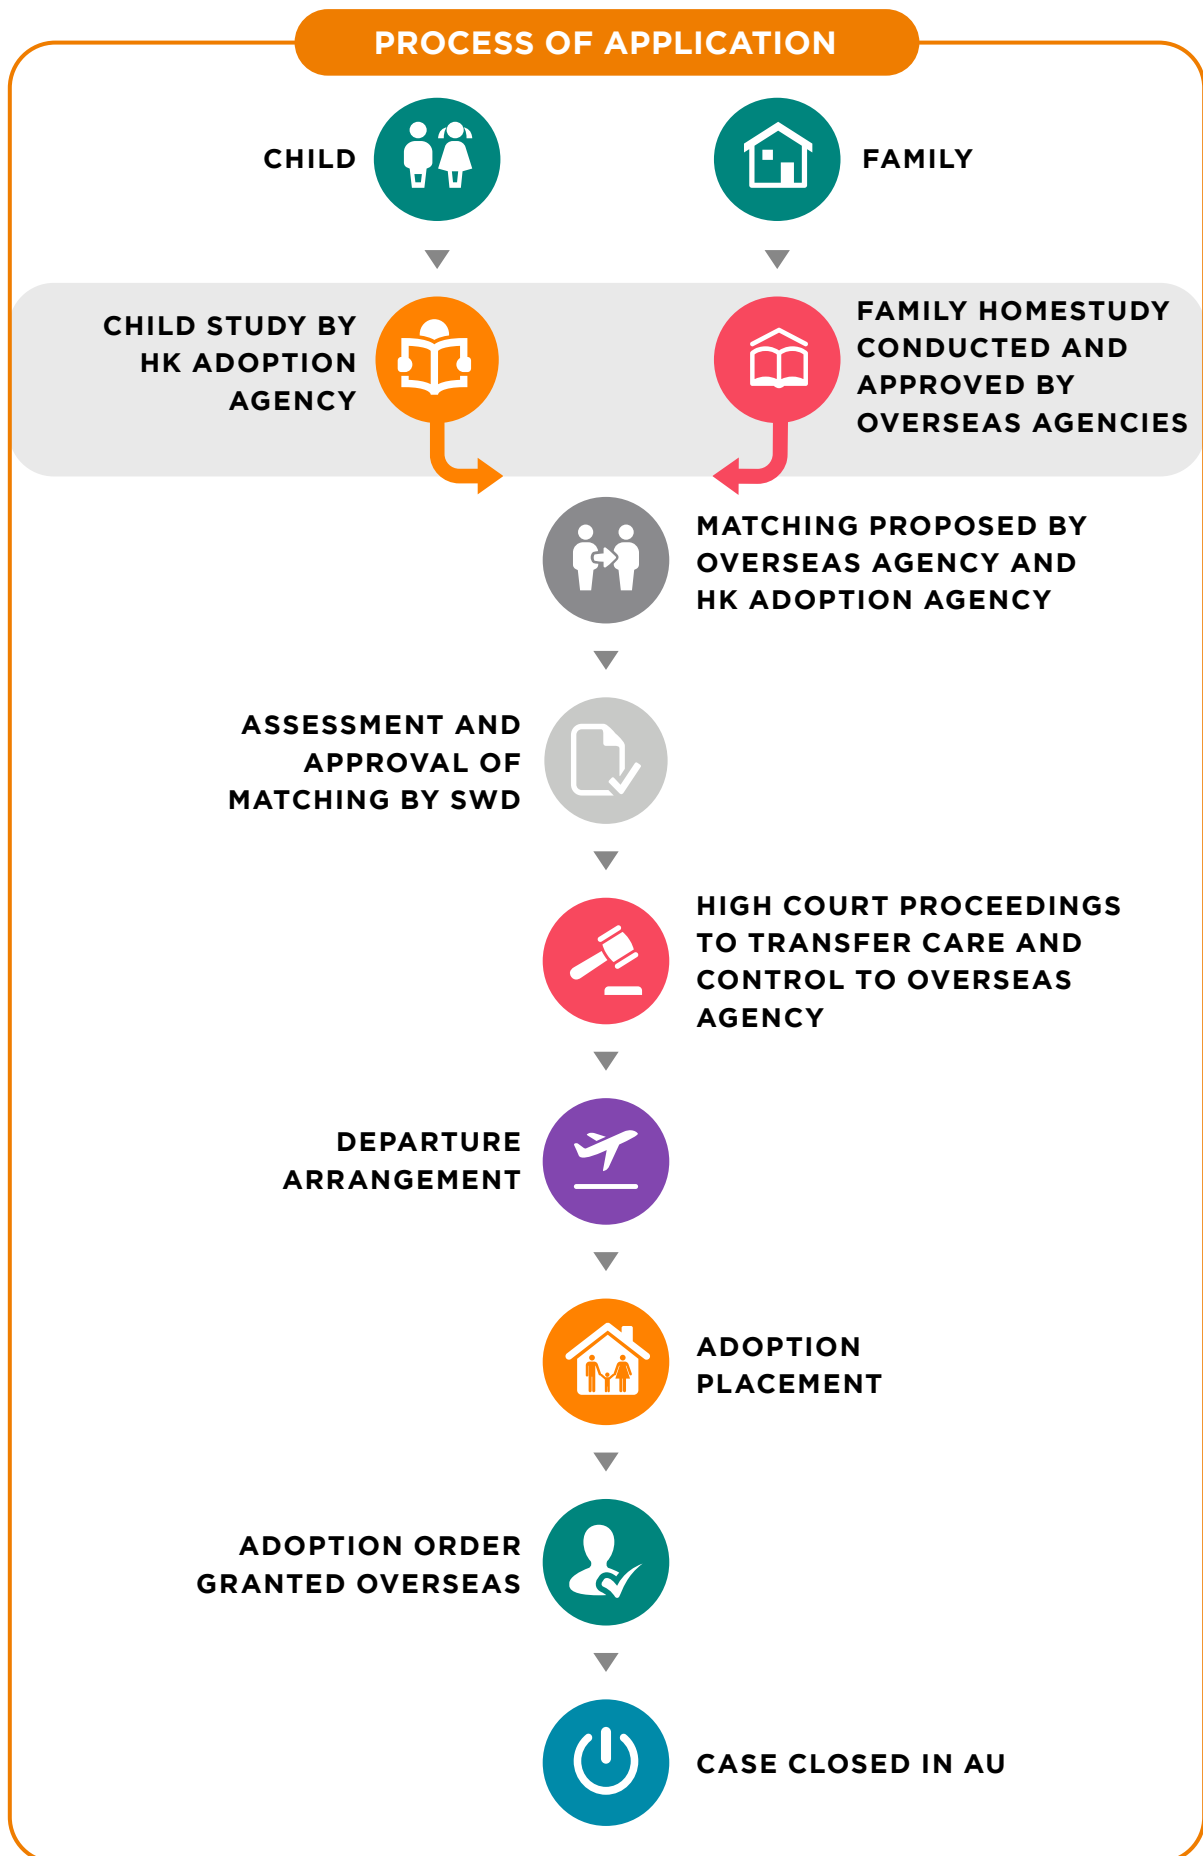 PROCESS OF APPLICATION
CHILD
FAMILY
CHILD STUDY BY
HK ADOPTION
AGENCY
FAMILY HOMESTUDY
CONDUCTED AND
APPROVED BY
OVERSEAS AGENCIES
MATCHING PROPOSED BY
OVERSEAS AGENCY AND
HK ADOPTION AGENCY
ASSESSMENT AND
APPROVAL OF
MATCHING BY SWD
HIGH COURT PROCEEDINGS
TO TRANSFER CARE AND
CONTROL TO OVERSEAS
AGENCY
DEPARTURE
ARRANGEMENT
ADOPTION
PLACEMENT
ADOPTION ORDER
GRANTED OVERSEAS
CASE CLOSED IN AU